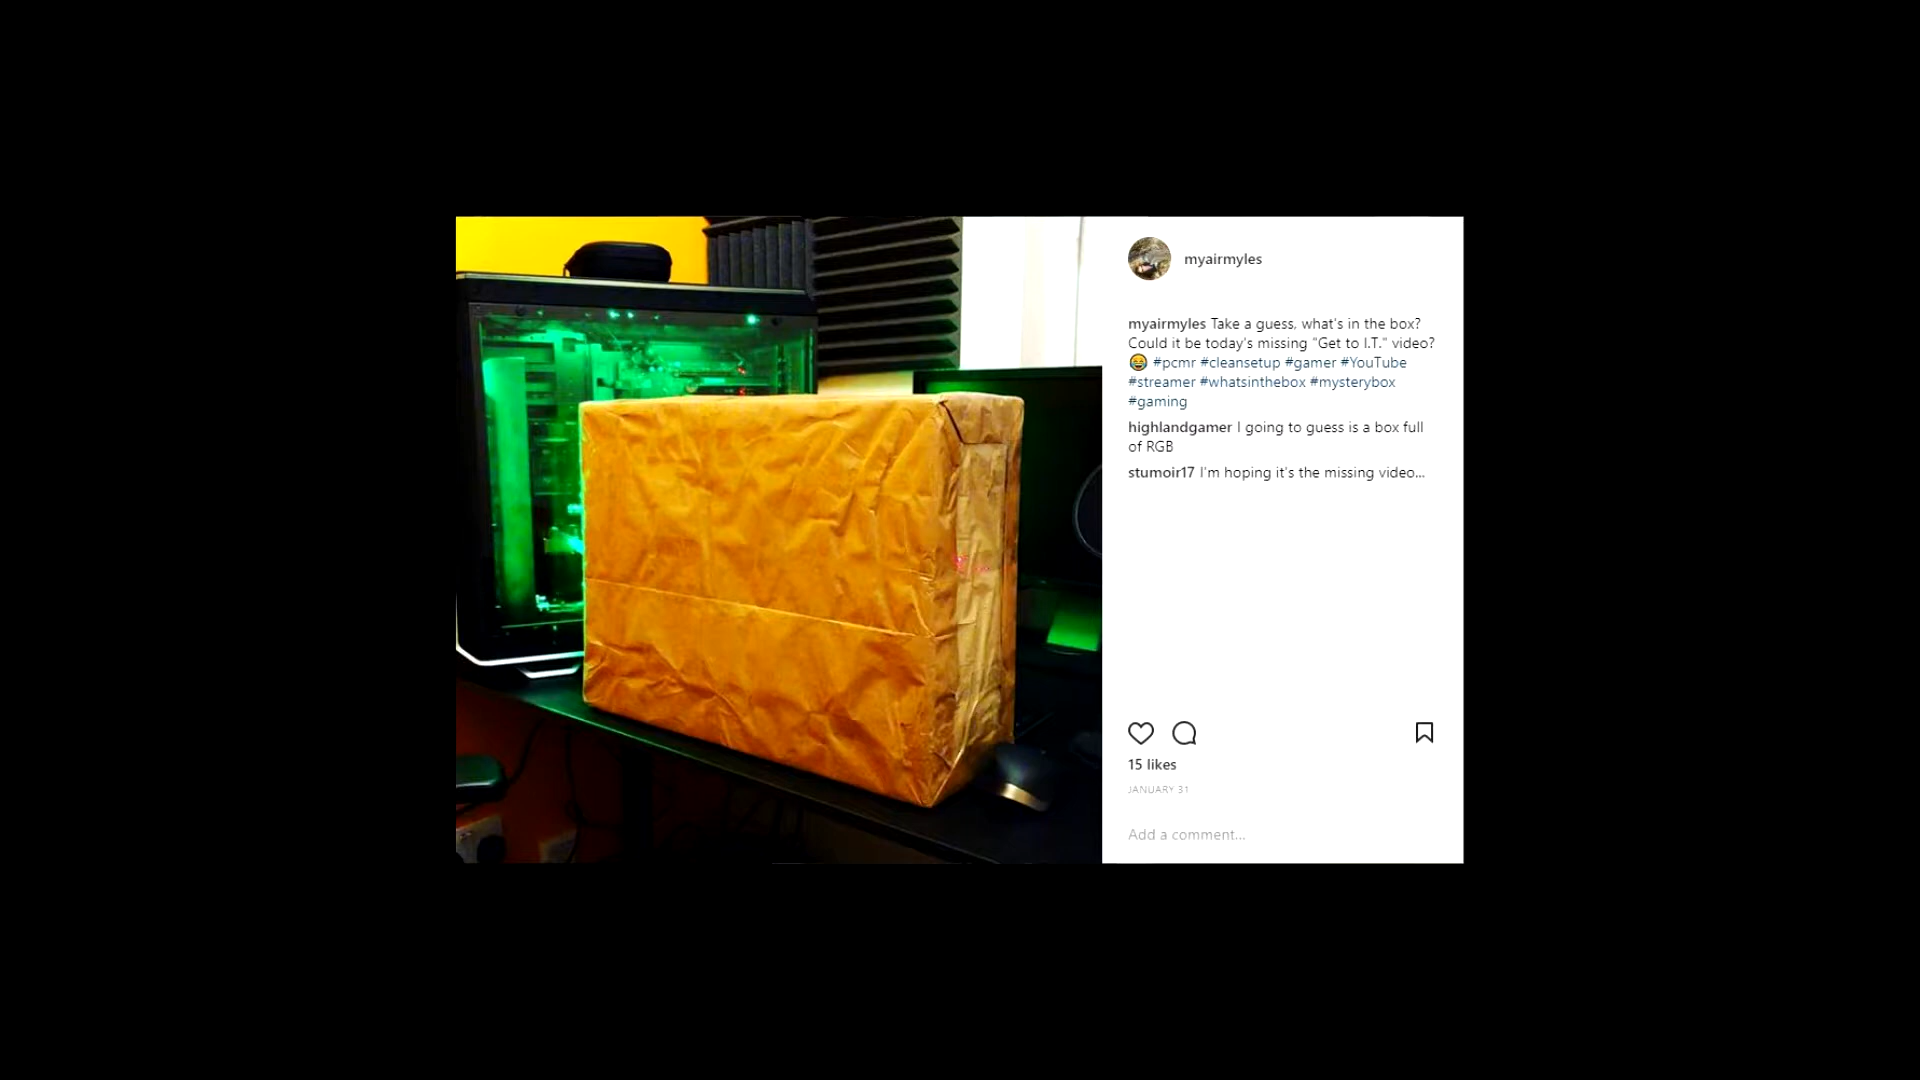 myairmyles
myairmyles Take a guess, what's in the box?
Could it be today's missing "Get to I.T." video?
😅 #pcmr #cleansetup #gamer #YouTube
#streamer #whatsinthebox #mysterybox
#gaming
highlandgamer I going to guess is a box full
of RGB
stumoir17 I'm hoping it's the missing video...
15 likes
JANUARY 31
Add a comment...